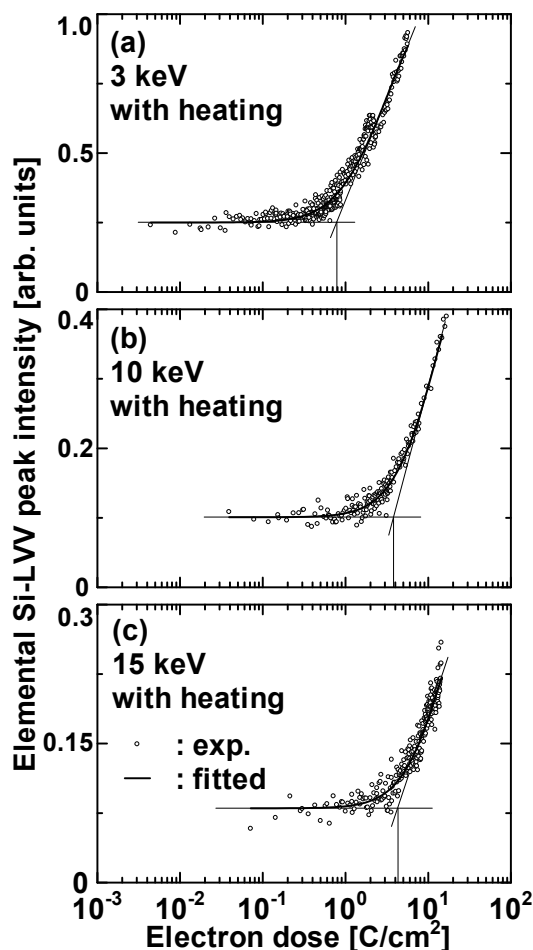 Elemental Si-LVV peak intensity [arb. units]
1.0
0.5
0
(a)
3 keV
with heating
0.4
0.2
0
(b)
10 keV
with heating
0.3
0.15
0
(c)
15 keV
with heating
: exp.
: fitted
10⁻³ 10⁻² 10⁻¹ 10⁰ 10¹ 10²
Electron dose [C/cm²]